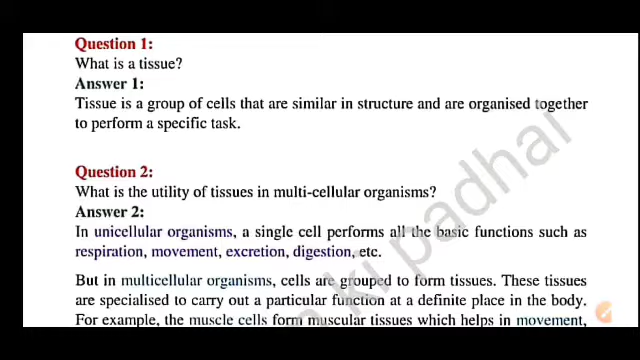 Question 1:
What is a tissue?
Answer 1:
Tissue is a group of cells that are similar in structure and are organised together
to perform a specific task.
Question 2:
What is the utility of tissues in multi-cellular organisms?
Answer 2:
In unicellular organisms, a single cell performs all the basic functions such as
respiration, movement, excretion, digestion, etc.
But in multicellular organisms, cells are grouped to form tissues. These tissues
are specialised to carry out a particular function at a definite place in the body.
For example, the muscle cells form muscular tissues which helps in movement,
ki padhai